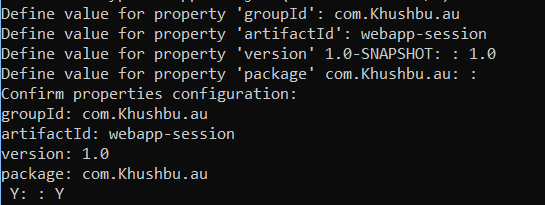 Define value for property 'groupId': com.Khushbu.au
Define value for property 'artifactId': webapp-session
Define value for property 'version' 1.0-SNAPSHOT: : 1.0
Define value for property 'package' com.Khushbu.au: :
Confirm properties configuration:
groupId: com.Khushbu.au
artifactId: webapp-session
version: 1.0
package: com.Khushbu.au
 Y: : Y